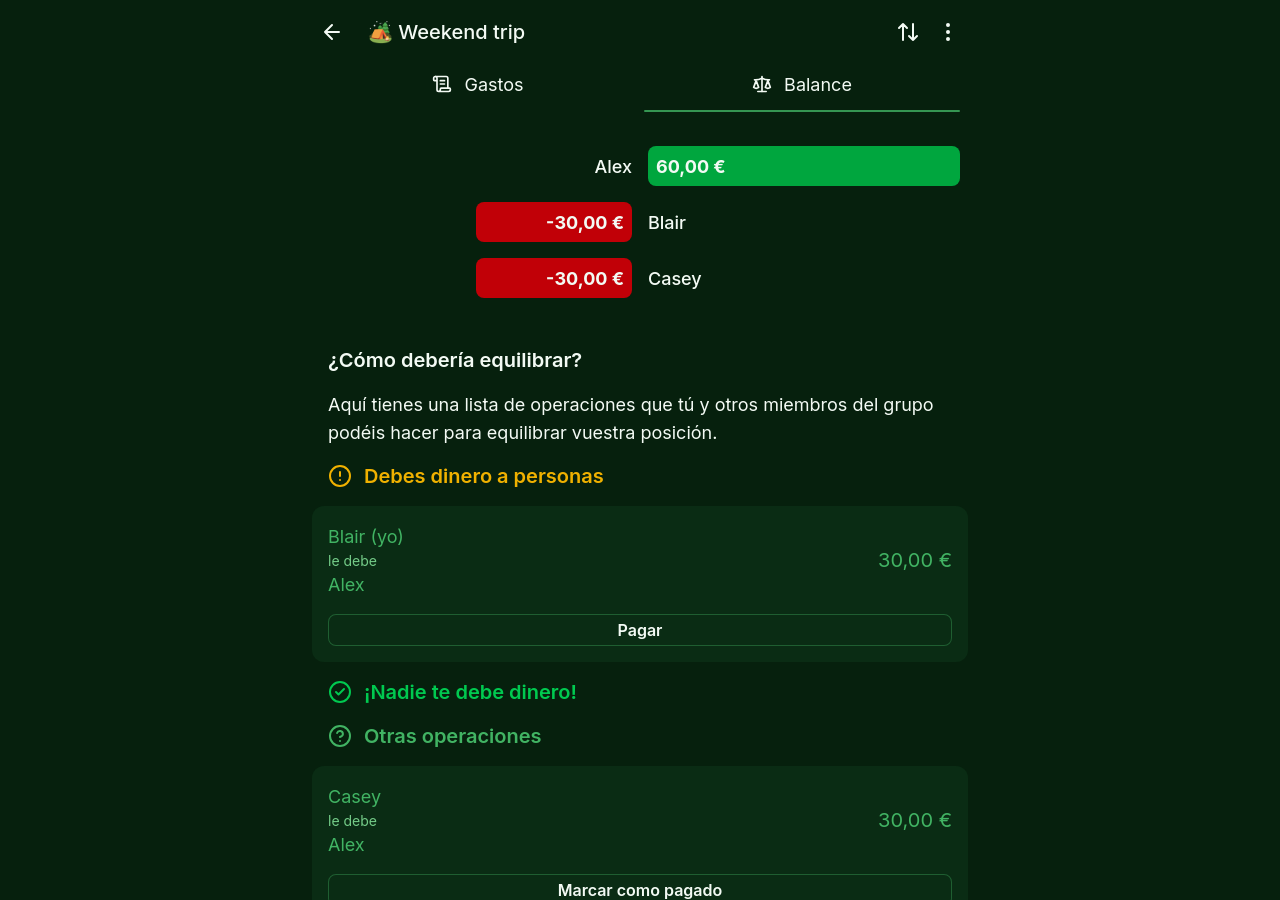 🏕️ Weekend trip
Gastos
Balance
Alex
60,00 €
-30,00 €
Blair
-30,00 €
Casey
¿Cómo debería equilibrar?
Aquí tienes una lista de operaciones que tú y otros miembros del grupo
podéis hacer para equilibrar vuestra posición.
Debes dinero a personas
Blair (yo)
le debe
Alex
30,00 €
Pagar
¡Nadie te debe dinero!
Otras operaciones
Casey
le debe
Alex
30,00 €
Marcar como pagado